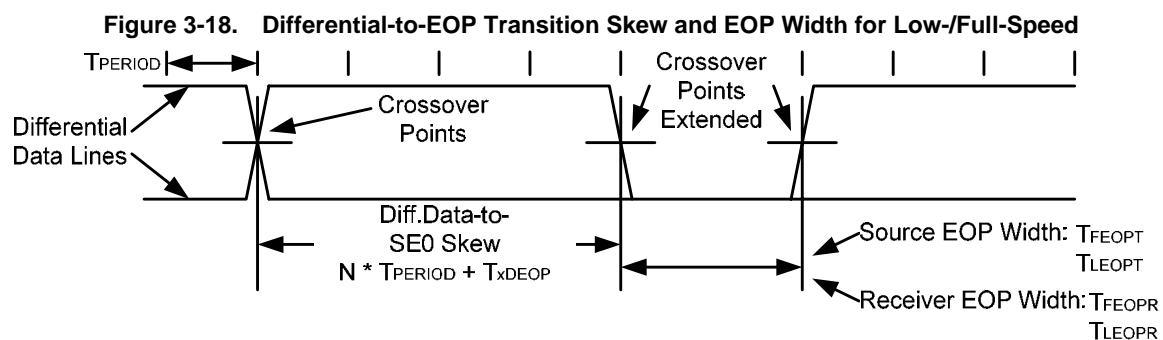 Figure 3-18. Differential-to-EOP Transition Skew and EOP Width for Low-/Full-Speed
TPERIOD
Crossover
Points
Extended
Crossover
Points
Differential
Data Lines
Diff.Data-to-
SE0 Skew
N * TPERIOD + TxDEOP
Source EOP Width: TFEOPT
TLEOPT
Receiver EOP Width: TFEOPR
TLEOPR